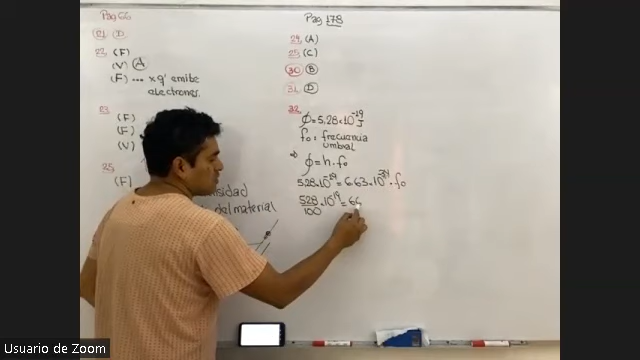 Pag 66
21 D
22 (F)
(V) A
(F) ... x q' emite
electrones.
23 (F)
(F)
(V)
25
(F)
del material
Pag 178
29. (A)
25. (C)
30 B
31. D
32.
ϕ = 5,28 × 10⁻¹⁹ J
f₀ = frecuencia
umbral
⇒ ϕ = h · f₀
5.28 × 10⁻¹⁹ = 6.63 × 10⁻³⁴ · f₀
528/100 × 10⁻¹⁹ = 66
Usuario de Zoom